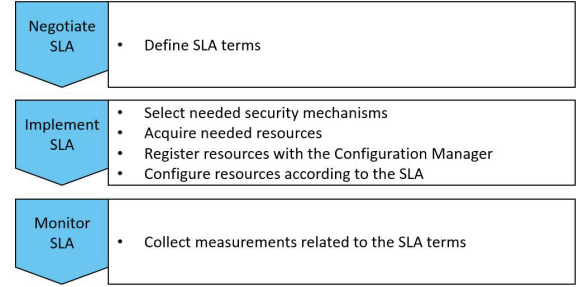 Negotiate
SLA
• Define SLA terms
Implement
SLA
• Select needed security mechanisms
• Acquire needed resources
• Register resources with the Configuration Manager
• Configure resources according to the SLA
Monitor
SLA
• Collect measurements related to the SLA terms